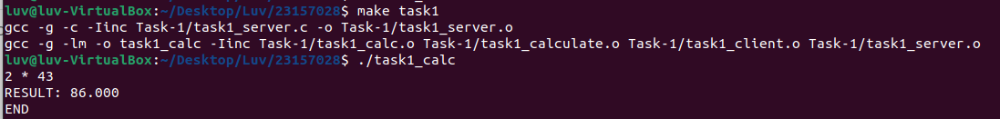 luv@luv-VirtualBox:~/Desktop/Luv/23157028$ make task1
gcc -g -c -Iinc Task-1/task1_server.c -o Task-1/task1_server.o
gcc -g -lm -o task1_calc -Iinc Task-1/task1_calc.o Task-1/task1_calculate.o Task-1/task1_client.o Task-1/task1_server.o
luv@luv-VirtualBox:~/Desktop/Luv/23157028$ ./task1_calc
2 * 43
RESULT: 86.000
END